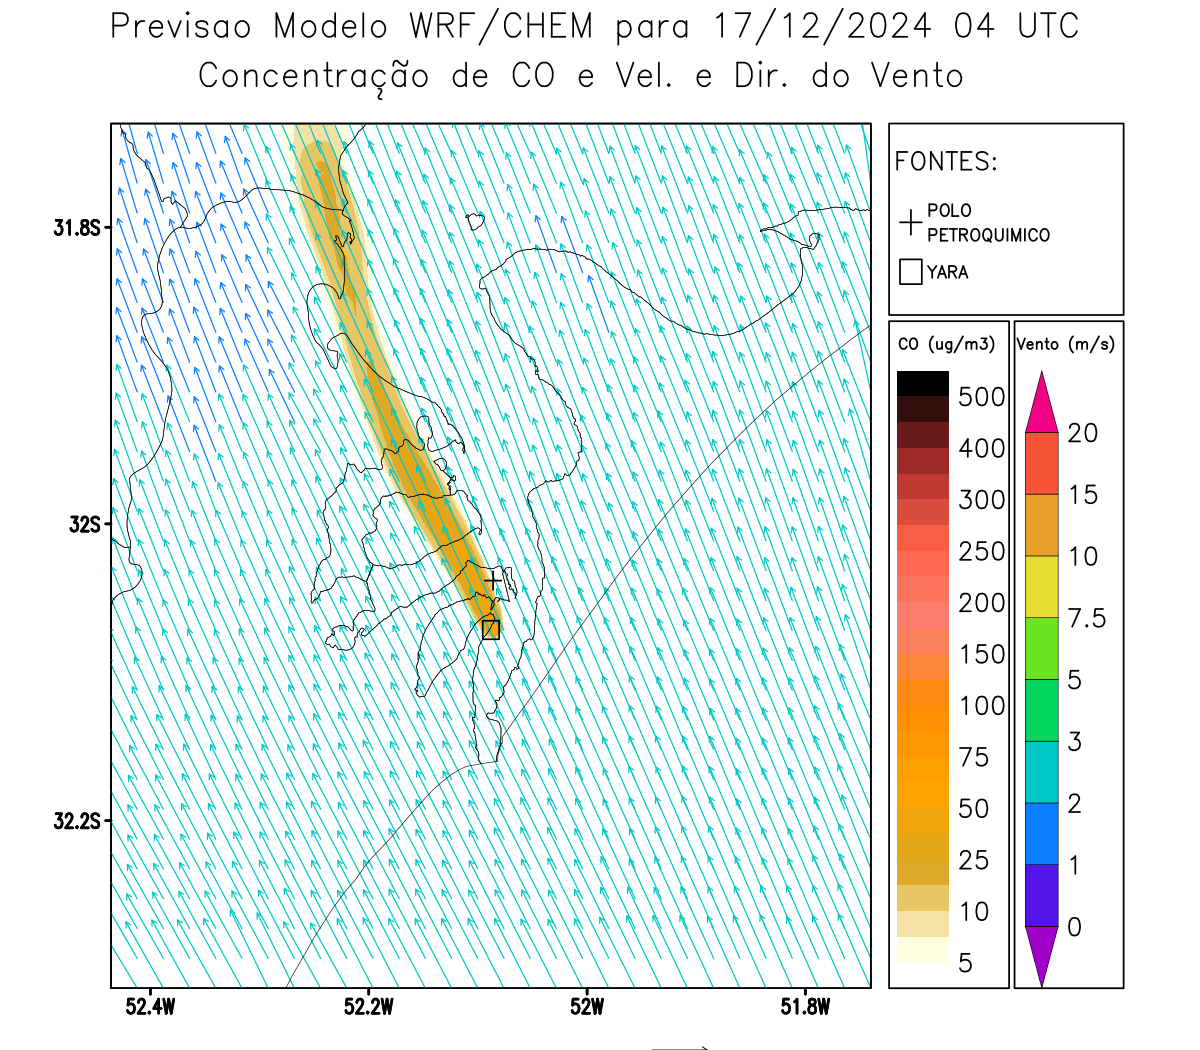 Previsao Modelo WRF/CHEM para 17/12/2024 04 UTC
Concentração de CO e Vel. e Dir. do Vento
FONTES:
POLO
PETROQUIMICO
YARA
CO (ug/m3)
500
400
300
250
200
150
100
75
50
25
10
5
Vento (m/s)
20
15
10
7.5
5
3
2
1
0
31.8S
32S
32.2S
52.4W
52.2W
52W
51.8W